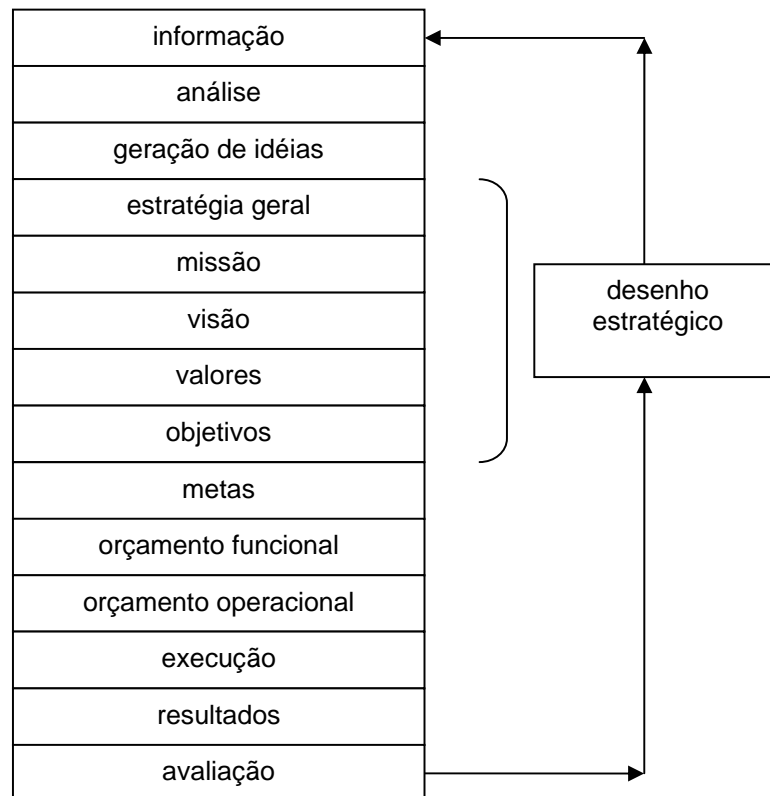 informação
análise
geração de idéias
estratégia geral
missão
visão
valores
objetivos
metas
orçamento funcional
orçamento operacional
execução
resultados
avaliação
desenho
estratégico